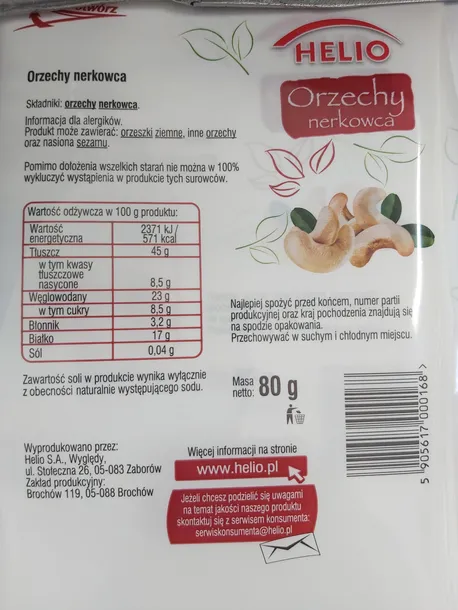 otwórz
HELIO
Orzechy
nerkowca
Orzechy nerkowca
Składniki: orzechy nerkowca.
Informacja dla alergików.
Produkt może zawierać: orzeszki ziemne, inne orzechy
oraz nasiona sezamu.
Pomimo dołożenia wszelkich starań nie można w 100%
wykluczyć wystąpienia w produkcie tych surowców.
Wartość odżywcza w 100 g produktu:
Wartość energetyczna 2371 kJ/ 571 kcal
Tłuszcz 45 g
w tym kwasy tłuszczowe nasycone 8,5 g
Węglowodany 23 g
w tym cukry 8,5 g
Błonnik 3,2 g
Białko 17 g
Sól 0,04 g
Zawartość soli w produkcie wynika wyłącznie
z obecności naturalnie występującego sodu.
Najlepiej spożyć przed końcem, numer partii
produkcyjnej oraz kraj pochodzenia znajdują się
na spodzie opakowania.
Przechowywać w suchym i chłodnym miejscu.
Masa
netto: 80 g
5 905617 000168 >
Wyprodukowano przez:
Helio S.A., Wyględy,
ul. Stołeczna 26, 05-083 Zaborów
Zakład produkcyjny:
Brochów 119, 05-088 Brochów
Więcej informacji na stronie
www.helio.pl
Jeżeli chcesz podzielić się uwagami
na temat jakości naszego produktu
skontaktuj się z serwisem konsumenta:
serwiskonsumenta@helio.pl